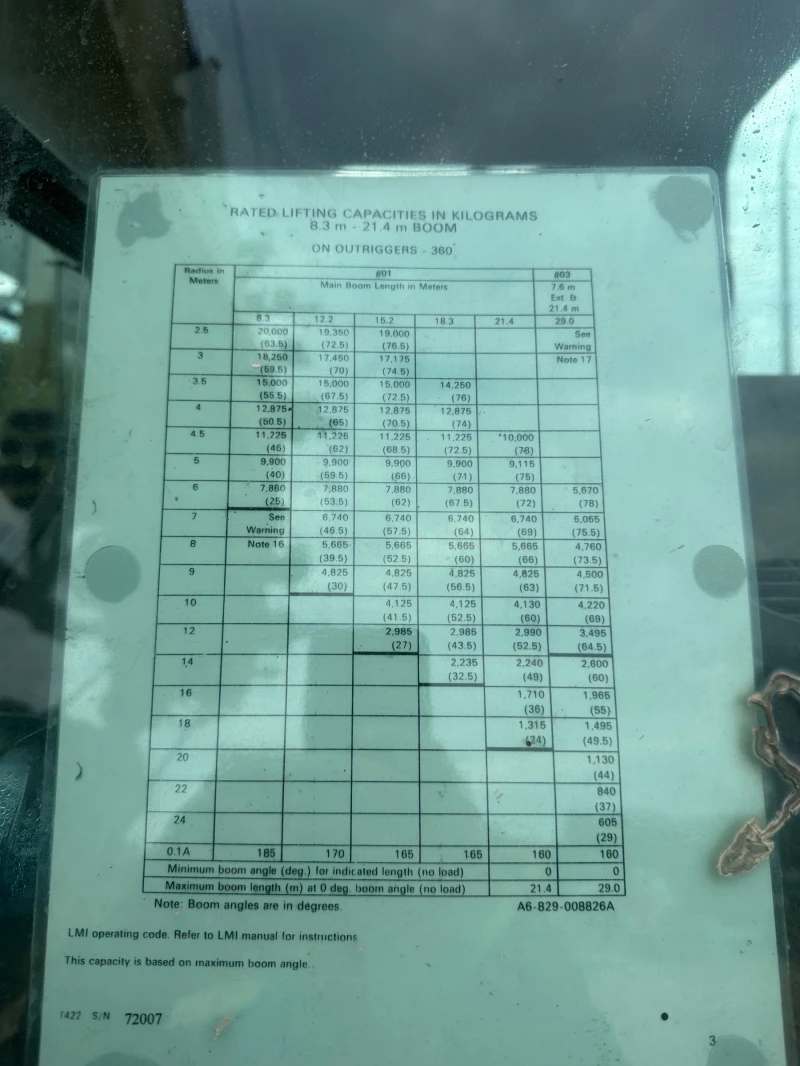 RATED LIFTING CAPACITIES IN KILOGRAMS
8.3 m - 21.4 m BOOM
ON OUTRIGGERS - 360°
Radius in Meters #01 #03
Main Boom Length in Meters 7.6 m Ext. & 21.4 m
8.3 12.2 15.2 18.3 21.4 29.0
2.5 20,000 19,350 19,000 See
(63.5) (72.5) (76.5) Warning
3 18,250 17,450 17,175 Note 17
(59.5) (70) (74.5)
3.5 15,000 15,000 15,000 14,250
(55.5) (67.5) (72.5) (76)
4 12,875 12,875 12,875 12,875
(50.5) (65) (70.5) (74)
4.5 11,225 11,225 11,225 11,225 *10,000
(46) (62) (68.5) (72.5) (76)
5 9,900 9,900 9,900 9,900 9,115
(40) (59.5) (66) (71) (75)
6 7,880 7,880 7,880 7,880 7,880 5,670
(25) (53.5) (62) (67.5) (72) (78)
7 See 6,740 6,740 6,740 6,740 5,065
Warning (46.5) (57.5) (64) (69) (75.5)
8 Note 16 5,665 5,665 5,665 5,665 4,760
(39.5) (52.5) (60) (66) (73.5)
9 4,825 4,825 4,825 4,825 4,500
(30) (47.5) (56.5) (63) (71.5)
10 4,125 4,125 4,130 4,220
(41.5) (52.5) (60) (69)
12 2,985 2,985 2,990 3,495
(27) (43.5) (52.5) (64.5)
14 2,235 2,240 2,600
(32.5) (49) (60)
16 1,710 1,965
(36) (55)
18 1,315 1,495
(24) (49.5)
20 1,130
(44)
22 840
(37)
24 605
(29)
0.1A 185 170 165 165 160 160
Minimum boom angle (deg.) for indicated length (no load) 0 0
Maximum boom length (m) at 0 deg. boom angle (no load) 21.4 29.0
Note: Boom angles are in degrees. A6-829-008826A
LMI operating code. Refer to LMI manual for instructions
This capacity is based on maximum boom angle.
1422 S/N 72007
3